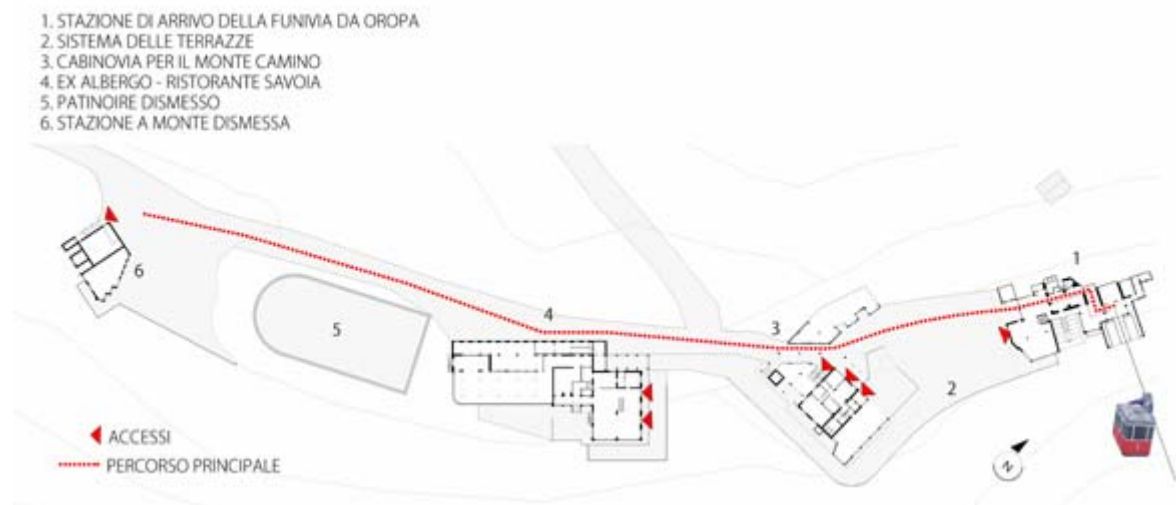 1. STAZIONE DI ARRIVO DELLA FUNIVIA DA OROPA
2. SISTEMA DELLE TERRAZZE
3. CABINOVIA PER IL MONTE CAMINO
4. EX ALBERGO - RISTORANTE SAVOIA
5. PATINOIRE DISMESSO
6. STAZIONE A MONTE DISMESSA
1
6
4
3
5
2
ACCESSI
PERCORSO PRINCIPALE
N